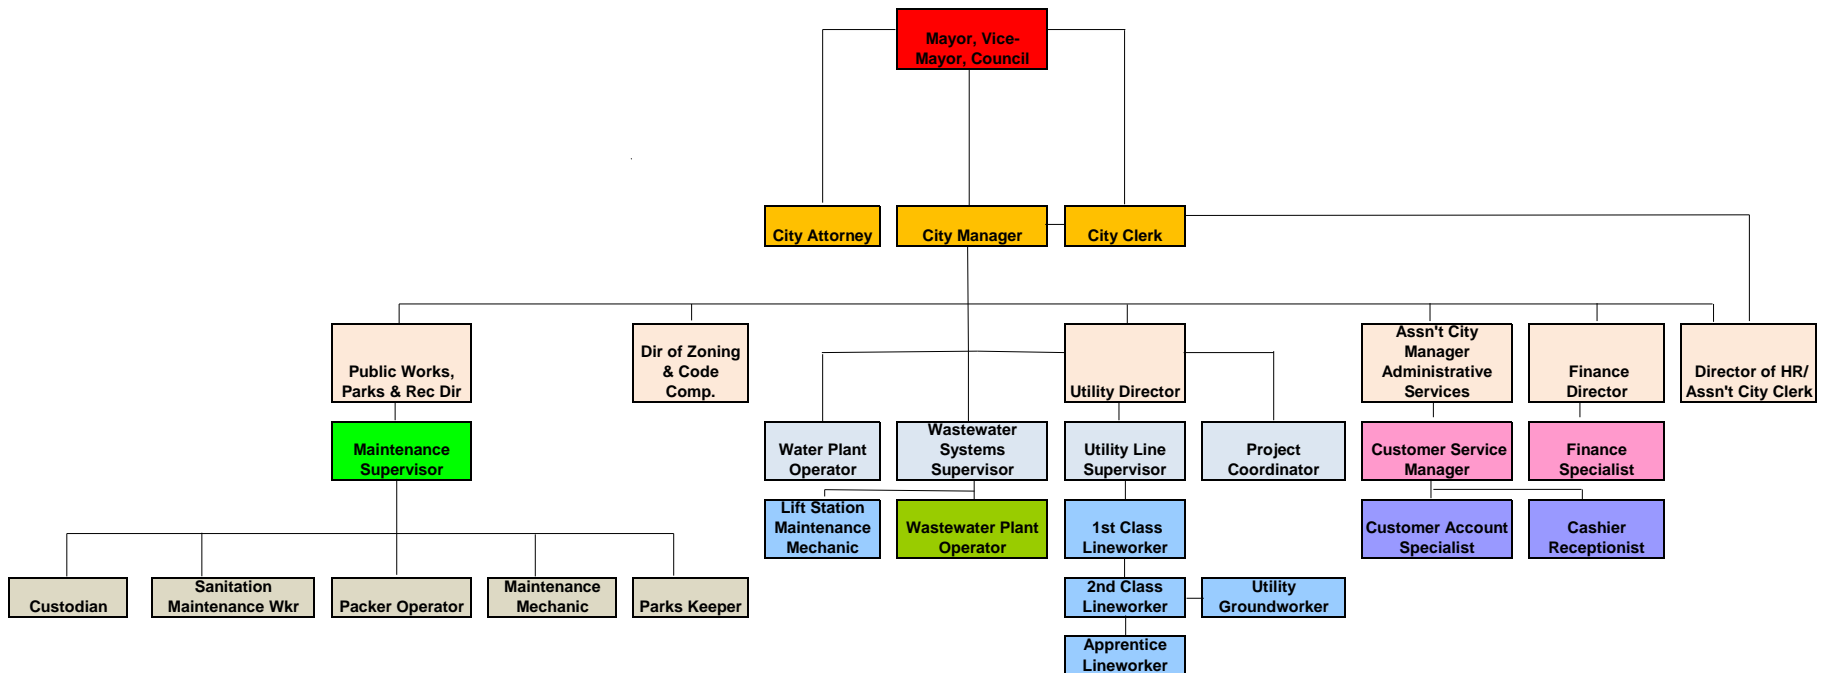 Mayor, Vice-
Mayor, Council
City Attorney
City Manager
City Clerk
Public Works,
Parks & Rec Dir
Dir of Zoning
& Code
Comp.
Utility Director
Assn't City
Manager
Administrative
Services
Finance
Director
Director of HR/
Assn't City Clerk
Maintenance
Supervisor
Water Plant
Operator
Wastewater
Systems
Supervisor
Utility Line
Supervisor
Project
Coordinator
Customer Service
Manager
Finance
Specialist
Lift Station
Maintenance
Mechanic
Wastewater Plant
Operator
1st Class
Lineworker
Customer Account
Specialist
Cashier
Receptionist
Custodian
Sanitation
Maintenance Wkr
Packer Operator
Maintenance
Mechanic
Parks Keeper
2nd Class
Lineworker
Utility
Groundworker
Apprentice
Lineworker